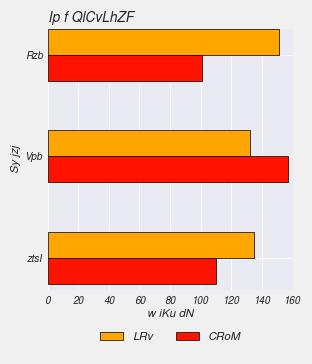 Ip f QlCvLhZF
Rzb
Vpb
ztsl
Sy jzj
0 20 40 60 80 100 120 140 160
w iKu dN
LRv CRoM